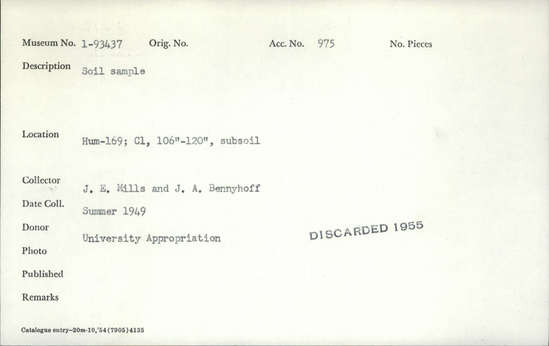 Museum No. 1-93437 Orig. No. Acc. No. 975 No. Pieces
Description Soil sample
Location Hum-169; Cl, 106"-120", subsoil
Collector J. E. Mills and J. A. Bennyhoff
Date Coll. Summer 1949
Donor University Appropriation DISCARDED 1955
Photo
Published
Remarks
Catalogue entry-20m-10,'54(7905)4135